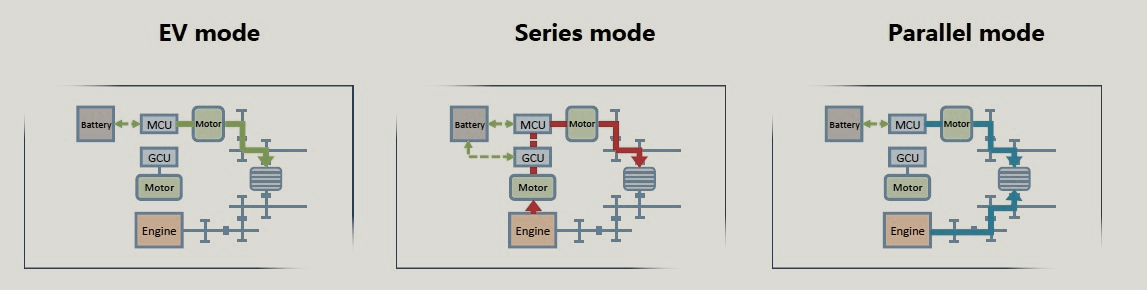 EV mode
Series mode
Parallel mode
Battery
MCU
Motor
GCU
Motor
Engine
Battery
MCU
Motor
GCU
Motor
Engine
Battery
MCU
Motor
GCU
Motor
Engine